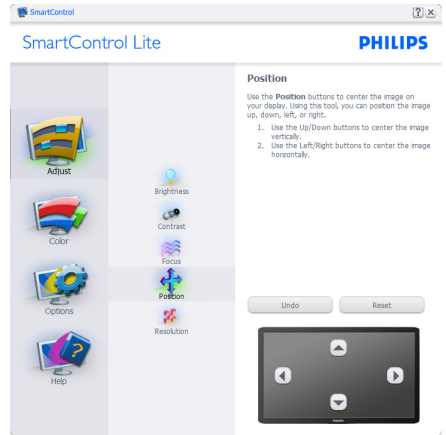 SmartControl
? x
SmartControl Lite
PHILIPS
Adjust
Color
Options
Help
Brightness
Contrast
Focus
Position
Resolution
Position
Use the Position buttons to center the image on
your display. Using this tool, you can position the image
up, down, left, or right.
1. Use the Up/Down buttons to center the image
vertically.
2. Use the Left/Right buttons to center the image
horizontally.
Undo
Reset
PHILIPS